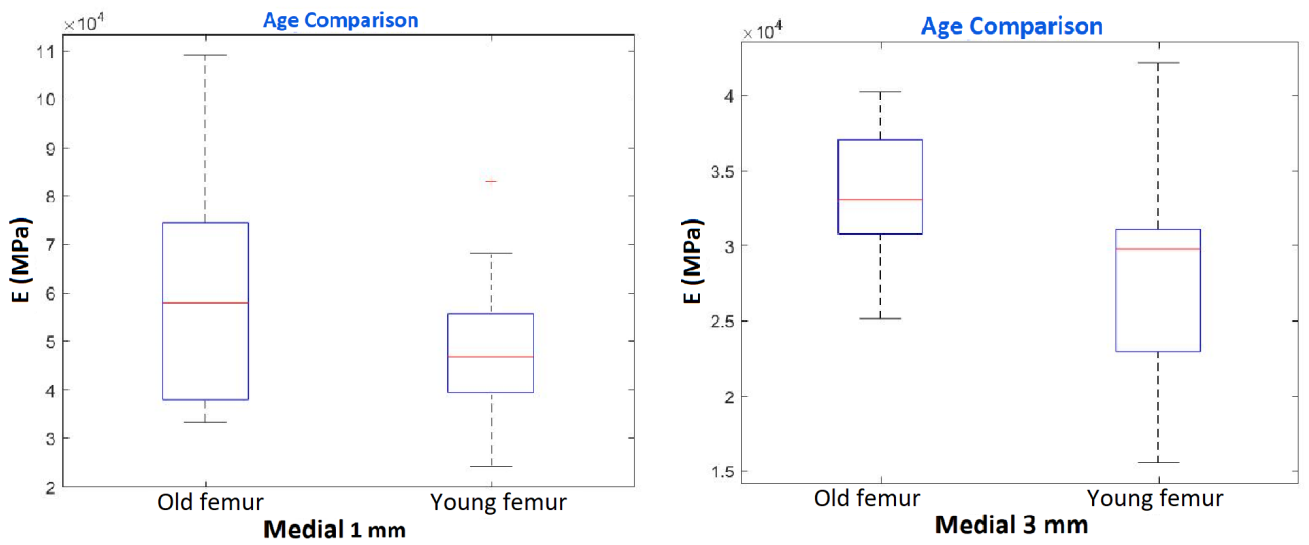 ×10⁴
Age Comparison
11
10
9
8
7
6
5
4
3
2
E (MPa)
Old femur
Young femur
Medial 1 mm
×10⁴
Age Comparison
4
3.5
3
2.5
2
1.5
E (MPa)
Old femur
Young femur
Medial 3 mm